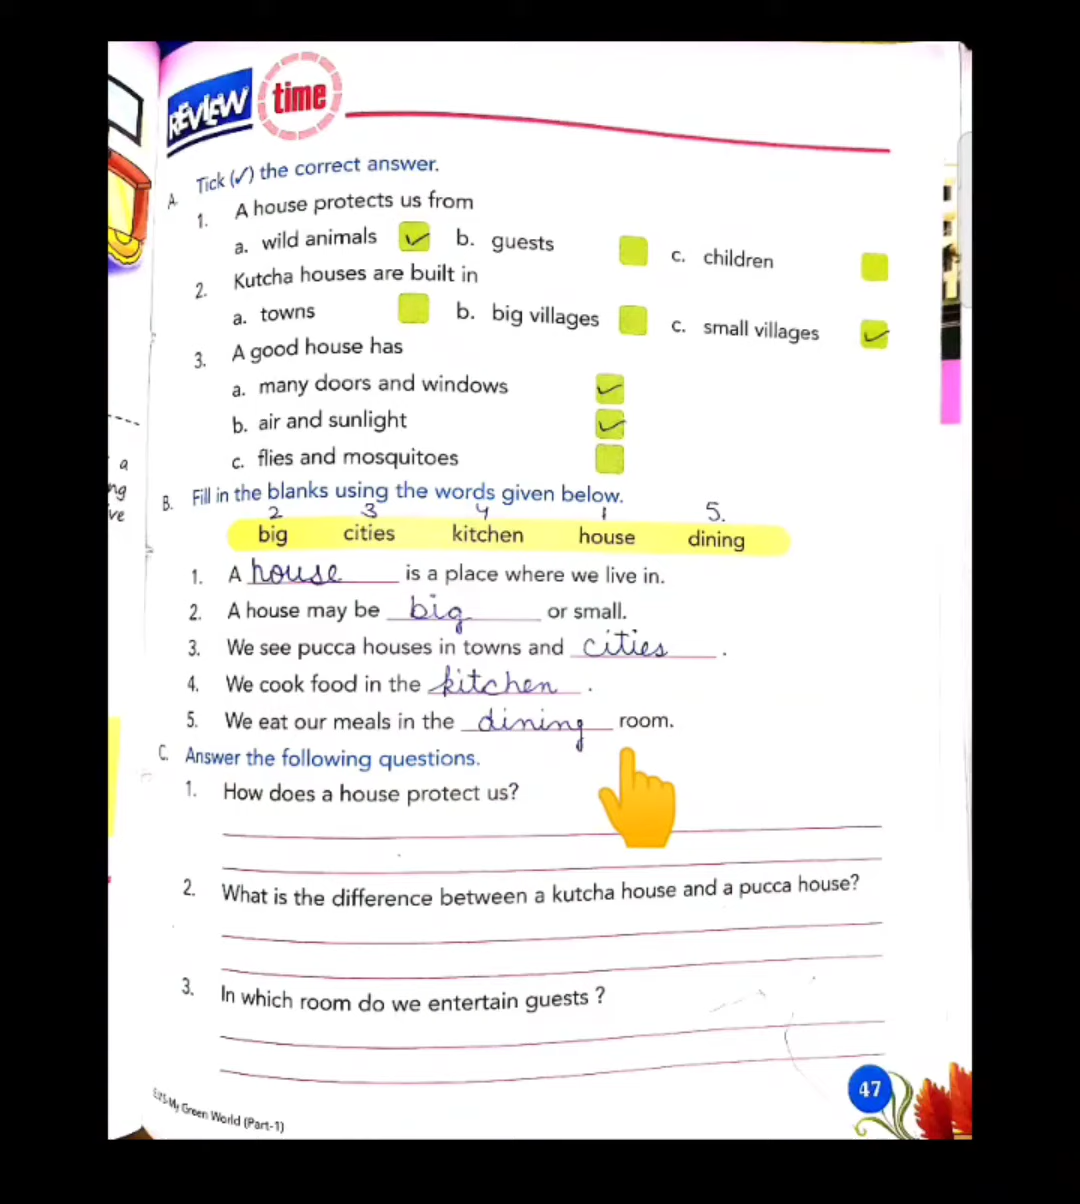 REVIEW time
A. Tick (✓) the correct answer.
1. A house protects us from
a. wild animals ✓ b. guests c. children
2. Kutcha houses are built in
a. towns b. big villages c. small villages ✓
3. A good house has
a. many doors and windows ✓
b. air and sunlight ✓
c. flies and mosquitoes
B. Fill in the blanks using the words given below.
2 3 4 1 5.
big cities kitchen house dining
1. A house is a place where we live in.
2. A house may be big or small.
3. We see pucca houses in towns and cities.
4. We cook food in the kitchen.
5. We eat our meals in the dining room.
C. Answer the following questions.
1. How does a house protect us?
2. What is the difference between a kutcha house and a pucca house?
3. In which room do we entertain guests ?
47
My Green World (Part-1)
a
ng
ve